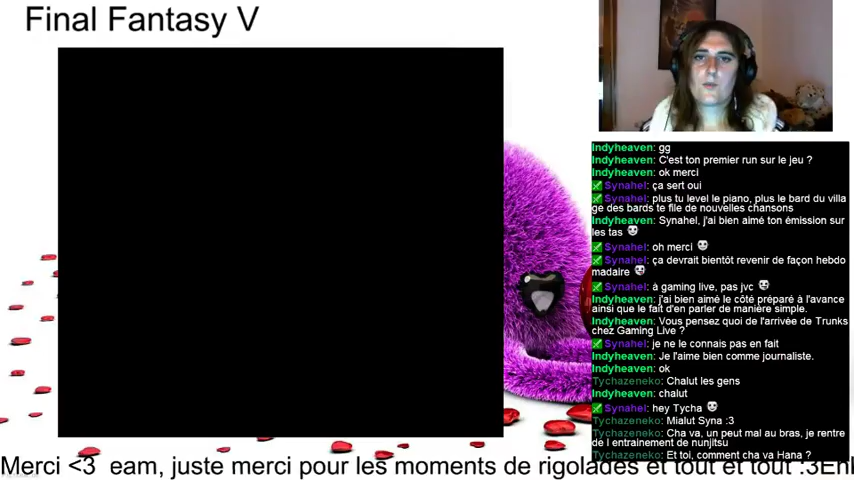 Final Fantasy V
Indyheaven: gg
Indyheaven: C'est ton premier run sur le jeu ?
Indyheaven: ok merci
Synahel: ça sert oui
Synahel: plus tu level le piano, plus le bard du villa
ge des bards te file de nouvelles chansons
Indyheaven: Synahel, j'ai bien aimé ton émission sur
les tas
Synahel: oh merci
Synahel: ça devrait bientôt revenir de façon hebdo
madaire
Synahel: à gaming live, pas jvc
Indyheaven: j'ai bien aimé le côté préparé à l'avance
ainsi que le fait d'en parler de manière simple.
Indyheaven: Vous pensez quoi de l'arrivée de Trunks
chez Gaming Live ?
Synahel: je ne le connais pas en fait
Indyheaven: Je l'aime bien comme journaliste.
Indyheaven: ok
Tychazeneko: Chalut les gens
Indyheaven: chalut
Synahel: hey Tycha
Tychazeneko: Mialut Syna :3
Tychazeneko: Cha va, un peut mal au bras, je rentre
de l entrainement de nunjitsu
Tychazeneko: Et toi, comment cha va Hana ?
Merci <3 eam, juste merci pour les moments de rigolades et tout et tout :3Enl